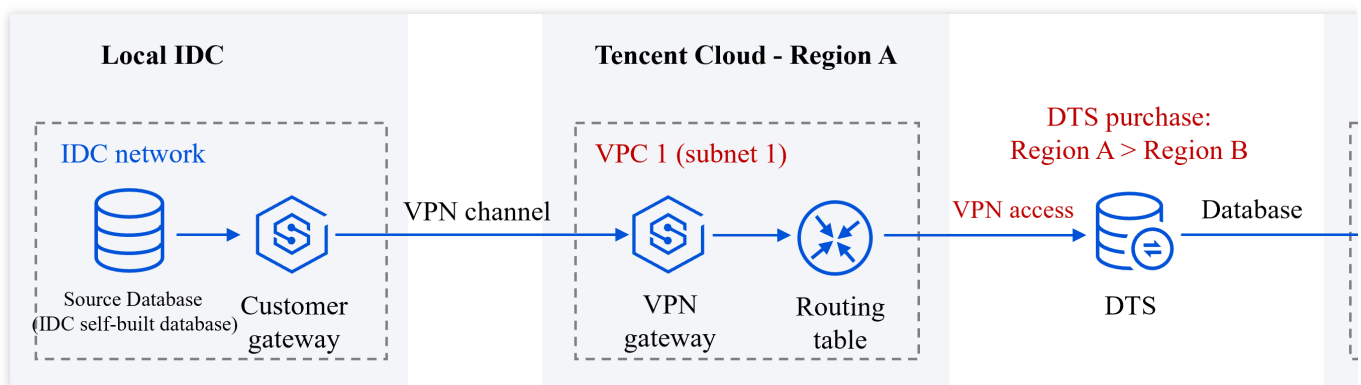 Local IDC
Tencent Cloud - Region A
DTS purchase:
Region A > Region B
IDC network
VPC 1 (subnet 1)
VPN channel
VPN access
Database
Source Database
(IDC self-built database)
Customer
gateway
VPN
gateway
Routing
table
DTS